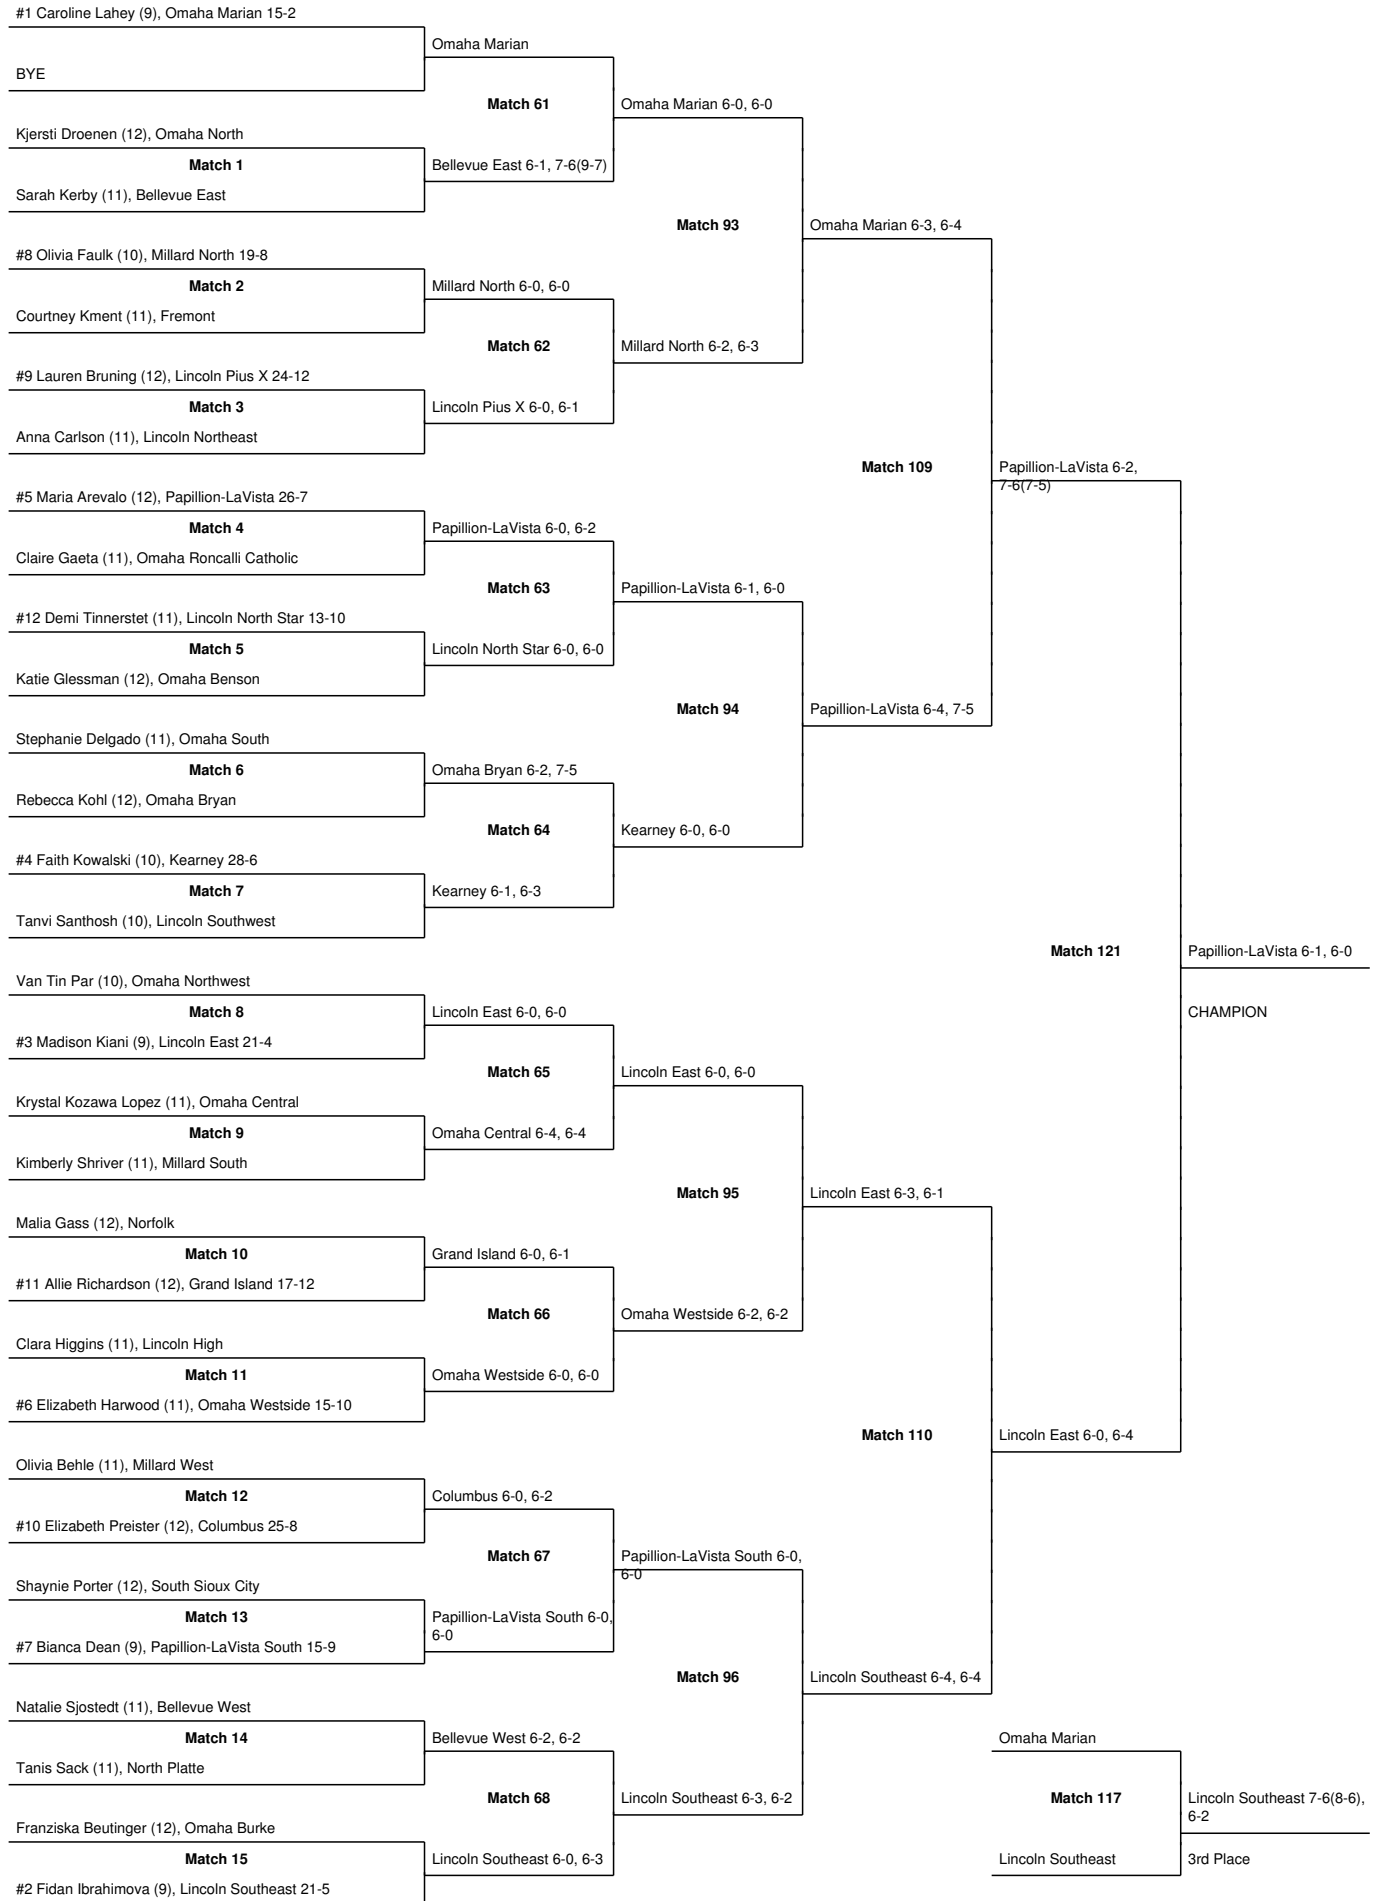 #1 Caroline Lahey (9), Omaha Marian 15-2
Omaha Marian
BYE
Match 61
Omaha Marian 6-0, 6-0
Kjersti Droenen (12), Omaha North
Match 1
Bellevue East 6-1, 7-6(9-7)
Sarah Kerby (11), Bellevue East
Match 93
Omaha Marian 6-3, 6-4
#8 Olivia Faulk (10), Millard North 19-8
Match 2
Millard North 6-0, 6-0
Courtney Kment (11), Fremont
Match 62
Millard North 6-2, 6-3
#9 Lauren Bruning (12), Lincoln Pius X 24-12
Match 3
Lincoln Pius X 6-0, 6-1
Anna Carlson (11), Lincoln Northeast
Match 109
Papillion-LaVista 6-2,
7-6(7-5)
#5 Maria Arevalo (12), Papillion-LaVista 26-7
Match 4
Papillion-LaVista 6-0, 6-2
Claire Gaeta (11), Omaha Roncalli Catholic
Match 63
Papillion-LaVista 6-1, 6-0
#12 Demi Tinnerstet (11), Lincoln North Star 13-10
Match 5
Lincoln North Star 6-0, 6-0
Katie Glessman (12), Omaha Benson
Match 94
Papillion-LaVista 6-4, 7-5
Stephanie Delgado (11), Omaha South
Match 6
Omaha Bryan 6-2, 7-5
Rebecca Kohl (12), Omaha Bryan
Match 64
Kearney 6-0, 6-0
#4 Faith Kowalski (10), Kearney 28-6
Match 7
Kearney 6-1, 6-3
Tanvi Santhosh (10), Lincoln Southwest
Match 121
Papillion-LaVista 6-1, 6-0
Van Tin Par (10), Omaha Northwest
Match 8
Lincoln East 6-0, 6-0
CHAMPION
#3 Madison Kiani (9), Lincoln East 21-4
Match 65
Lincoln East 6-0, 6-0
Krystal Kozawa Lopez (11), Omaha Central
Match 9
Omaha Central 6-4, 6-4
Kimberly Shriver (11), Millard South
Match 95
Lincoln East 6-3, 6-1
Malia Gass (12), Norfolk
Match 10
Grand Island 6-0, 6-1
#11 Allie Richardson (12), Grand Island 17-12
Match 66
Omaha Westside 6-2, 6-2
Clara Higgins (11), Lincoln High
Match 11
Omaha Westside 6-0, 6-0
#6 Elizabeth Harwood (11), Omaha Westside 15-10
Match 110
Lincoln East 6-0, 6-4
Olivia Behle (11), Millard West
Match 12
Columbus 6-0, 6-2
#10 Elizabeth Preister (12), Columbus 25-8
Match 67
Papillion-LaVista South 6-0,
6-0
Shaynie Porter (12), South Sioux City
Match 13
Papillion-LaVista South 6-0,
6-0
#7 Bianca Dean (9), Papillion-LaVista South 15-9
Match 96
Lincoln Southeast 6-4, 6-4
Natalie Sjostedt (11), Bellevue West
Match 14
Bellevue West 6-2, 6-2
Omaha Marian
Tanis Sack (11), North Platte
Match 68
Lincoln Southeast 6-3, 6-2
Match 117
Lincoln Southeast 7-6(8-6),
6-2
Franziska Beutinger (12), Omaha Burke
Match 15
Lincoln Southeast 6-0, 6-3
Lincoln Southeast
3rd Place
#2 Fidan Ibrahimova (9), Lincoln Southeast 21-5